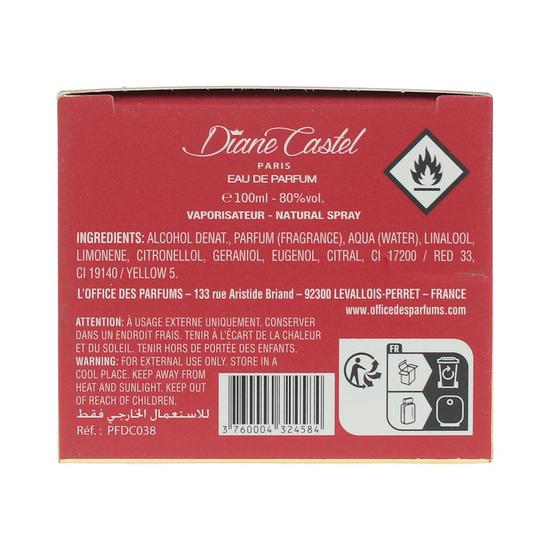 Diane Castel
PARIS
EAU DE PARFUM
℮100ml - 80%vol.
VAPORISATEUR - NATURAL SPRAY
INGREDIENTS: ALCOHOL DENAT., PARFUM (FRAGRANCE), AQUA (WATER), LINALOOL,
LIMONENE, CITRONELLOL, GERANIOL, EUGENOL, CITRAL, CI 17200 / RED 33,
CI 19140 / YELLOW 5.
L'OFFICE DES PARFUMS – 133 rue Aristide Briand – 92300 LEVALLOIS-PERRET – FRANCE
www.officedesparfums.com
ATTENTION: À USAGE EXTERNE UNIQUEMENT. CONSERVER
DANS UN ENDROIT FRAIS. TENIR À L'ÉCART DE LA CHALEUR
ET DU SOLEIL. TENIR HORS DE PORTÉE DES ENFANTS.
WARNING: FOR EXTERNAL USE ONLY. STORE IN A
COOL PLACE. KEEP AWAY FROM
HEAT AND SUNLIGHT. KEEP OUT
OF REACH OF CHILDREN.
للاستعمال الخارجي فقط
Réf. : PFDC038
3 760004 324584
FR